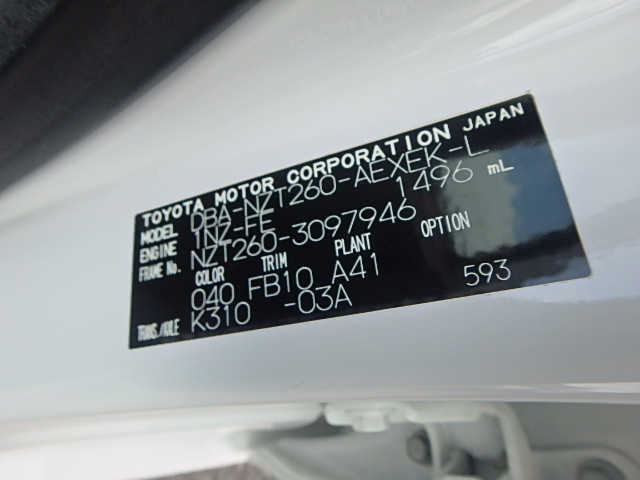 TOYOTA MOTOR CORPORATION JAPAN
MODEL DBA-NZT260-AEXEK-L
ENGINE 1NZ-FE 1496 mL
FRAME No. NZT260-3097946
COLOR TRIM PLANT OPTION
040 FB10 A41
TRANS./AXLE K310 -03A 593